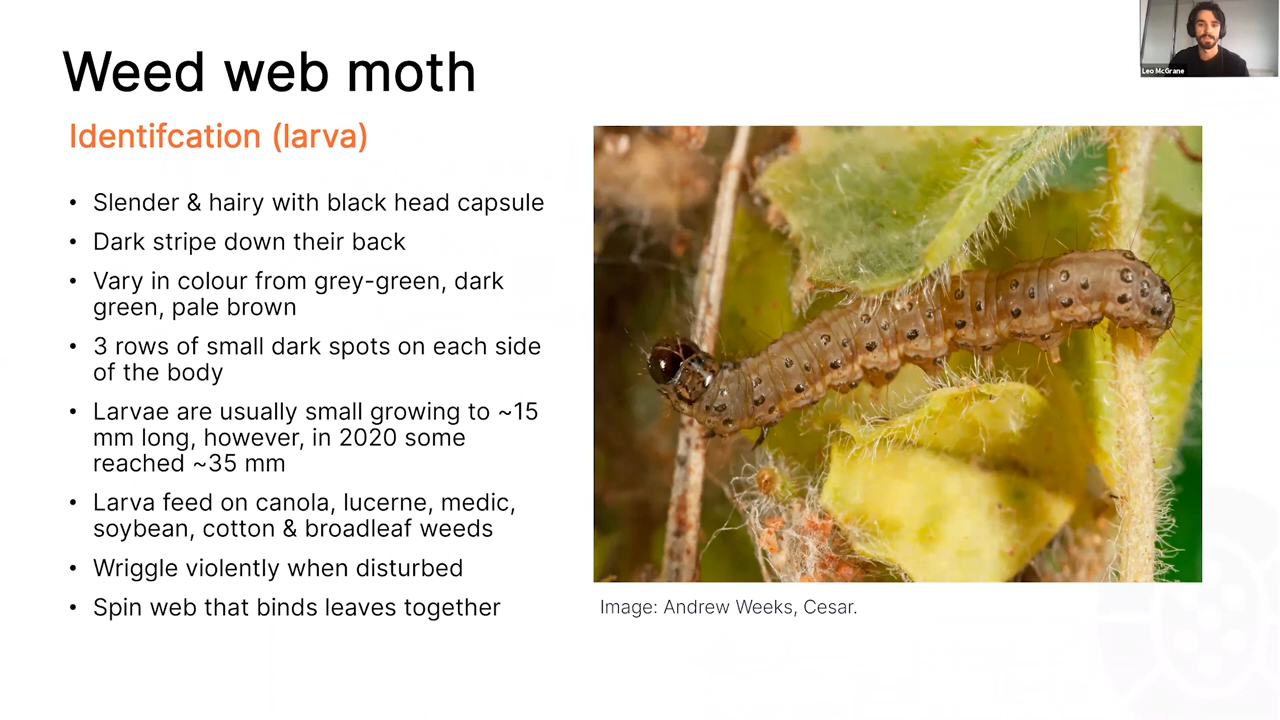 Weed web moth
Identifcation (larva)
• Slender & hairy with black head capsule
• Dark stripe down their back
• Vary in colour from grey-green, dark
green, pale brown
• 3 rows of small dark spots on each side
of the body
• Larvae are usually small growing to ~15
mm long, however, in 2020 some
reached ~35 mm
• Larva feed on canola, lucerne, medic,
soybean, cotton & broadleaf weeds
• Wriggle violently when disturbed
• Spin web that binds leaves together
Image: Andrew Weeks, Cesar.
Leo McGrane